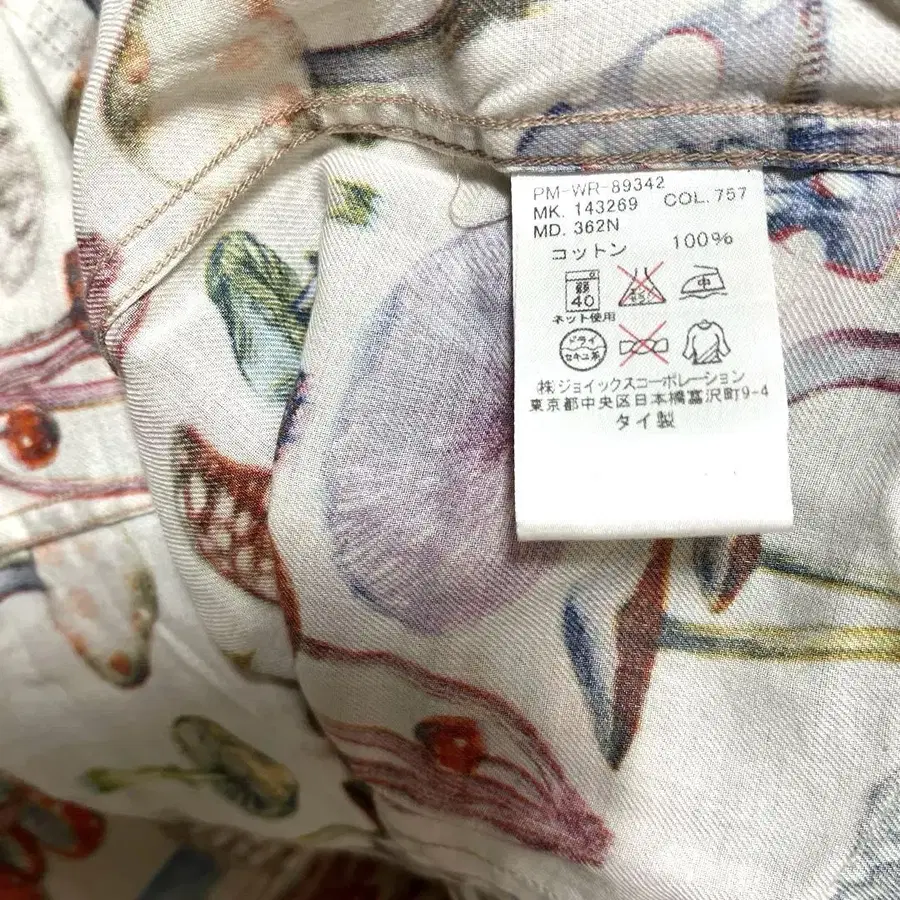 PM-WR-89342
MK. 143269 COL. 757
MD. 362N
コットン 100%
弱 40 中
ネット使用
ドライ
セキユ系
㈱ジョイックスコーポレーション
東京都中央区日本橋富沢町9-4
タイ製